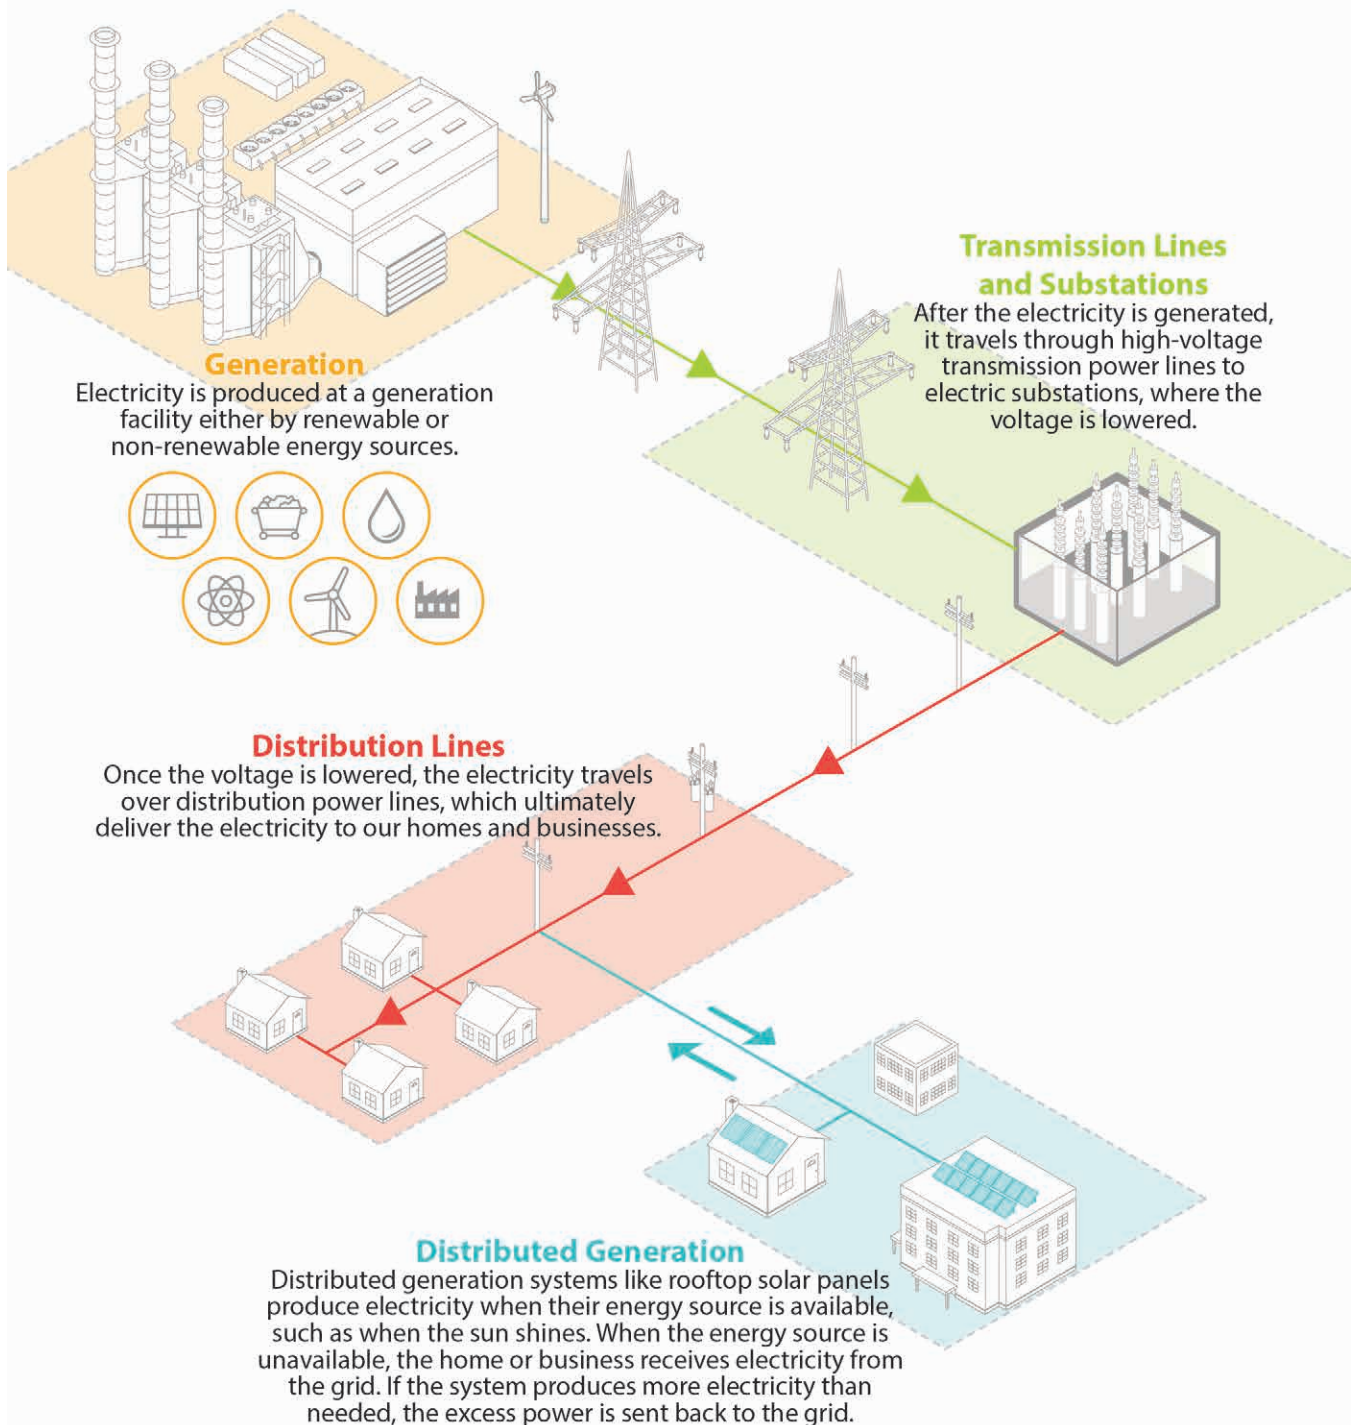 Transmission Lines
and Substations
After the electricity is generated,
it travels through high-voltage
transmission power lines to
electric substations, where the
voltage is lowered.
Generation
Electricity is produced at a generation
facility either by renewable or
non-renewable energy sources.
Distribution Lines
Once the voltage is lowered, the electricity travels
over distribution power lines, which ultimately
deliver the electricity to our homes and businesses.
Distributed Generation
Distributed generation systems like rooftop solar panels
produce electricity when their energy source is available,
such as when the sun shines. When the energy source is
unavailable, the home or business receives electricity from
the grid. If the system produces more electricity than
needed, the excess power is sent back to the grid.